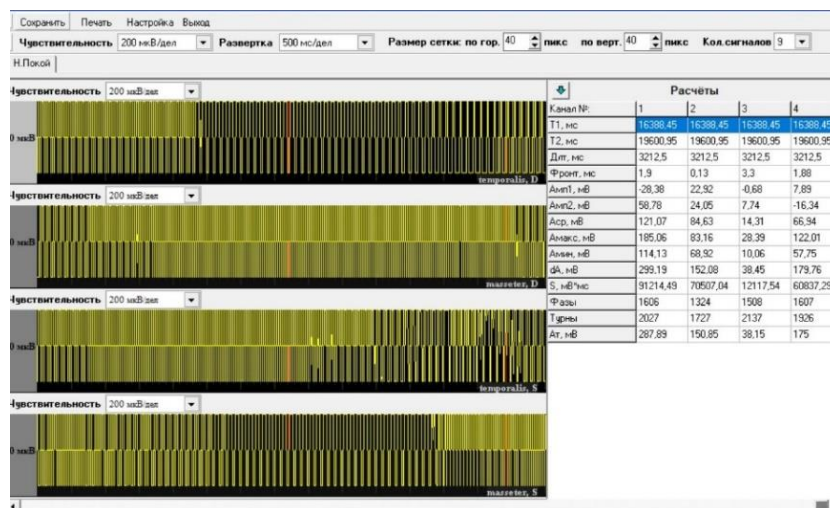 Сохранить Печать Настройка Выход
Чувствительность 200 мкВ/дел Развертка 500 мс/дел Размер сетки: по гор. 40 пикс по верт. 40 пикс Кол.сигналов 9
Н.Покой
Чувствительность 200 мкВ/дел
0 мкВ
temporalis, D
Чувствительность 200 мкВ/дел
0 мкВ
masseter, D
Чувствительность 200 мкВ/дел
0 мкВ
temporalis, S
Чувствительность 200 мкВ/дел
0 мкВ
masseter, S
Расчёты
Канал №: 1 2 3 4
T1, мс 16388,45 16388,45 16388,45 16388,45
T2, мс 19600,95 19600,95 19600,95 19600,95
Длт, мс 3212,5 3212,5 3212,5 3212,5
Фронт, мс 1,9 0,13 3,3 1,88
Амп1, мВ -28,38 22,92 -0,68 7,89
Амп2, мВ 58,78 24,05 7,74 -16,34
Аср, мВ 121,07 84,63 14,31 66,94
Амакс, мВ 185,06 83,16 28,39 122,01
Амин, мВ 114,13 68,92 10,06 57,75
dA, мВ 299,19 152,08 38,45 179,76
S, мВ*мс 91214,49 70507,04 12117,54 60837,29
Фазы 1606 1324 1508 1607
Турны 2027 1727 2137 1926
Ат, мВ 287,89 150,85 38,15 175